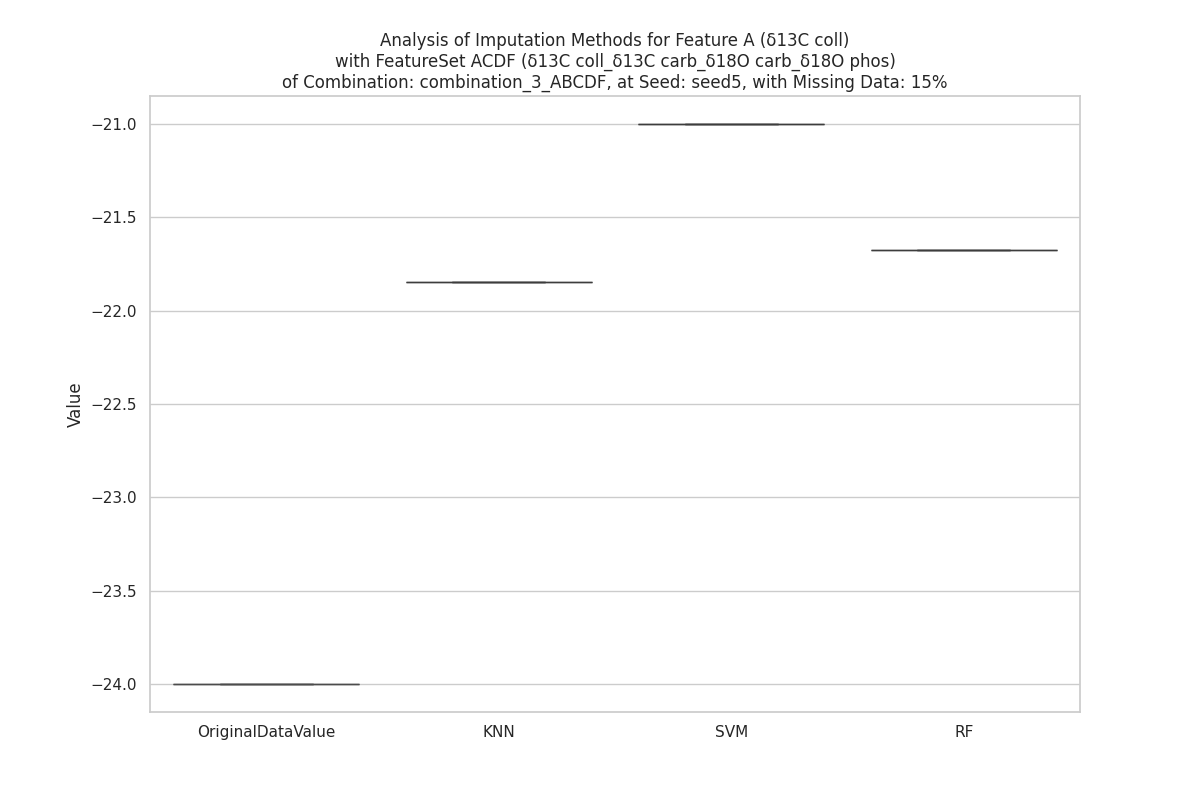 Analysis of Imputation Methods for Feature A (δ13C coll)
with FeatureSet ACDF (δ13C coll_δ13C carb_δ18O carb_δ18O phos)
of Combination: combination_3_ABCDF, at Seed: seed5, with Missing Data: 15%
−21.0
−21.5
−22.0
−22.5
−23.0
−23.5
−24.0
Value
OriginalDataValue
KNN
SVM
RF